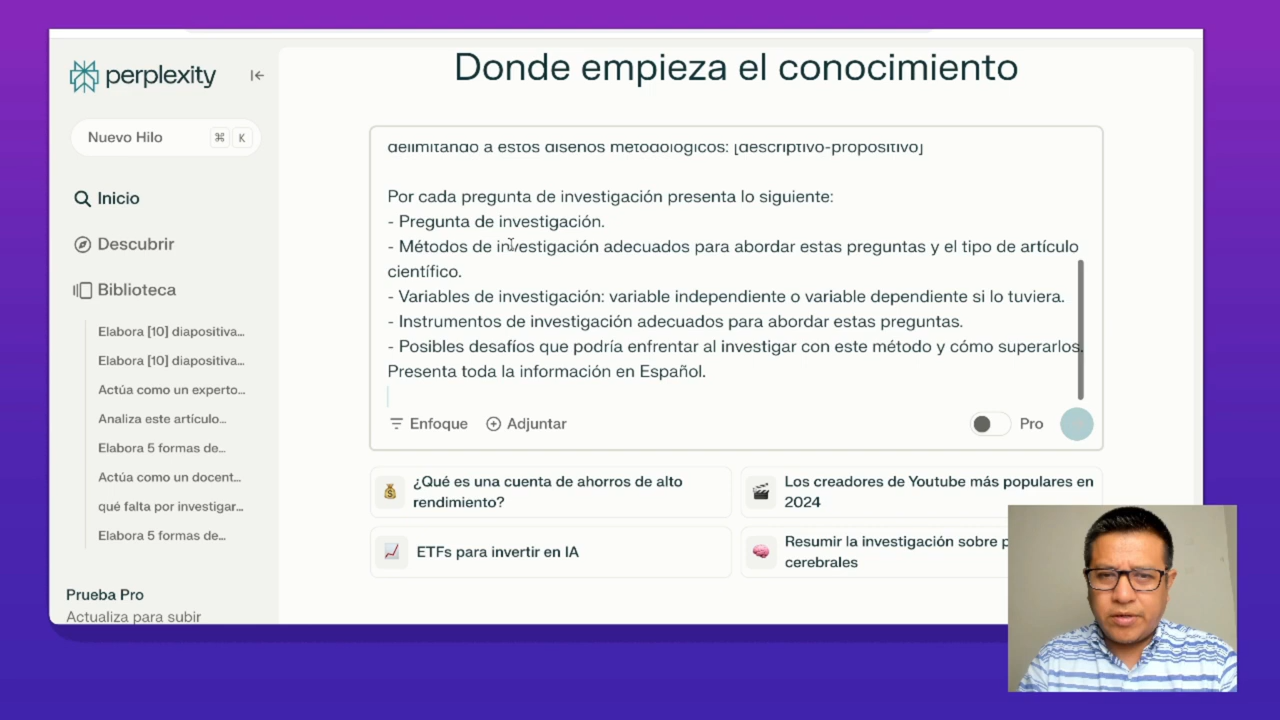 perplexity
Nuevo Hilo ⌘ K
Inicio
Descubrir
Biblioteca
Elabora [10] diapositiva...
Elabora [10] diapositiva...
Actúa como un experto...
Analiza este artículo...
Elabora 5 formas de...
Actúa como un docent...
qué falta por investigar...
Elabora 5 formas de...
Prueba Pro
Actualiza para subir
Donde empieza el conocimiento
delimitando a estos diseños metodológicos: [descriptivo-propositivo]
Por cada pregunta de investigación presenta lo siguiente:
- Pregunta de investigación.
- Métodos de investigación adecuados para abordar estas preguntas y el tipo de artículo
científico.
- Variables de investigación: variable independiente o variable dependiente si lo tuviera.
- Instrumentos de investigación adecuados para abordar estas preguntas.
- Posibles desafíos que podría enfrentar al investigar con este método y cómo superarlos.
Presenta toda la información en Español.
Enfoque
Adjuntar
Pro
¿Qué es una cuenta de ahorros de alto
rendimiento?
Los creadores de Youtube más populares en
2024
ETFs para invertir en IA
Resumir la investigación sobre
cerebrales